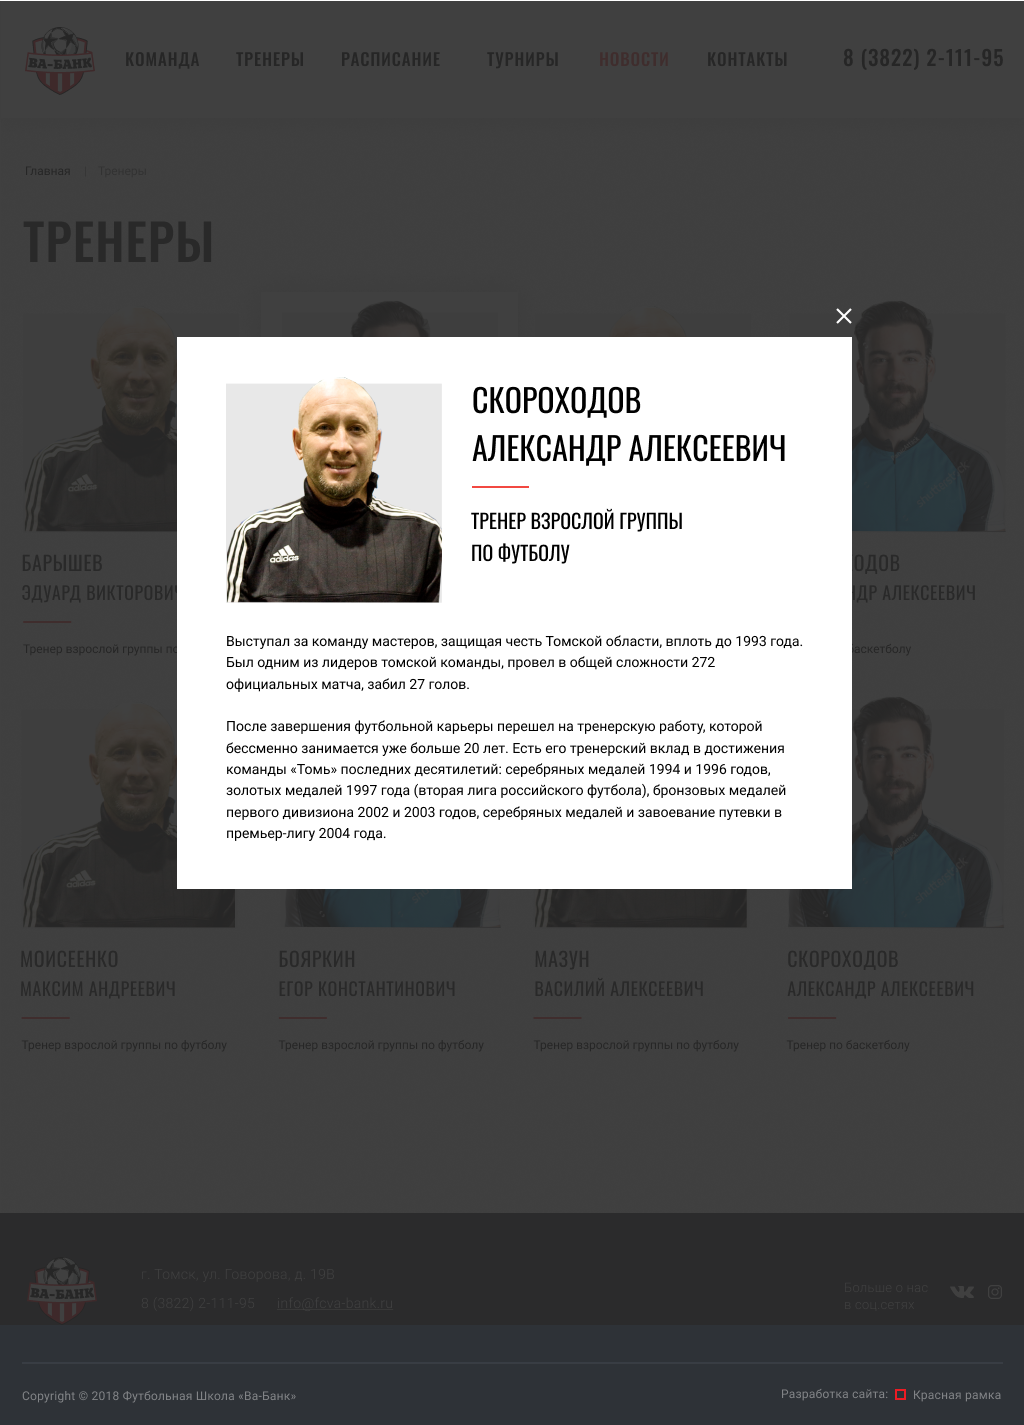 ВА-БАНК
КОМАНДА
ТРЕНЕРЫ
РАСПИСАНИЕ
ТУРНИРЫ
НОВОСТИ
КОНТАКТЫ
8 (3822) 2-111-95
Главная | Тренеры
ТРЕНЕРЫ
СКОРОХОДОВ
АЛЕКСАНДР АЛЕКСЕЕВИЧ
ТРЕНЕР ВЗРОСЛОЙ ГРУППЫ
ПО ФУТБОЛУ
adidas
Выступал за команду мастеров, защищая честь Томской области, вплоть до 1993 года.
Был одним из лидеров томской команды, провел в общей сложности 272
официальных матча, забил 27 голов.
После завершения футбольной карьеры перешел на тренерскую работу, которой
бессменно занимается уже больше 20 лет. Есть его тренерский вклад в достижения
команды «Томь» последних десятилетий: серебряных медалей 1994 и 1996 годов,
золотых медалей 1997 года (вторая лига российского футбола), бронзовых медалей
первого дивизиона 2002 и 2003 годов, серебряных медалей и завоевание путевки в
премьер-лигу 2004 года.
БАРЫШЕВ
ЭДУАРД ВИКТОРОВИЧ
Тренер взрослой группы по
ОДОВ
НДР АЛЕКСЕЕВИЧ
баскетболу
МОИСЕЕНКО
МАКСИМ АНДРЕЕВИЧ
Тренер взрослой группы по футболу
БОЯРКИН
ЕГОР КОНСТАНТИНОВИЧ
Тренер взрослой группы по футболу
МАЗУН
ВАСИЛИЙ АЛЕКСЕЕВИЧ
Тренер взрослой группы по футболу
СКОРОХОДОВ
АЛЕКСАНДР АЛЕКСЕЕВИЧ
Тренер по баскетболу
ВА-БАНК
г. Томск, ул. Говорова, д. 19В
8 (3822) 2-111-95 info@fcva-bank.ru
Больше о нас
в соц.сетях
Copyright © 2018 Футбольная Школа «Ва-Банк»
Разработка сайта: Красная рамка